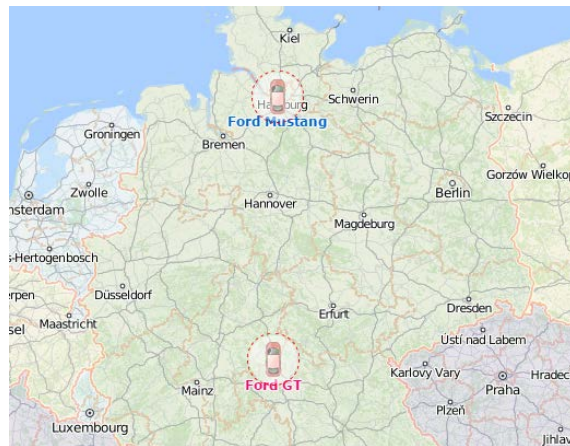 Kiel
Hamburg
Schwerin
Ford Mustang
Szczecin
Groningen
Bremen
Gorzów Wielkop
Zwolle
Berlin
msterdam
Hannover
Magdeburg
s-Hertogenbosch
Düsseldorf
erpen
Erfurt
Dresden
Maastricht
sel
Ústí nad Labem
Karlovy Vary
Praha
Hradec
Ford GT
Mainz
Plzeň
Luxembourg
Jihlav